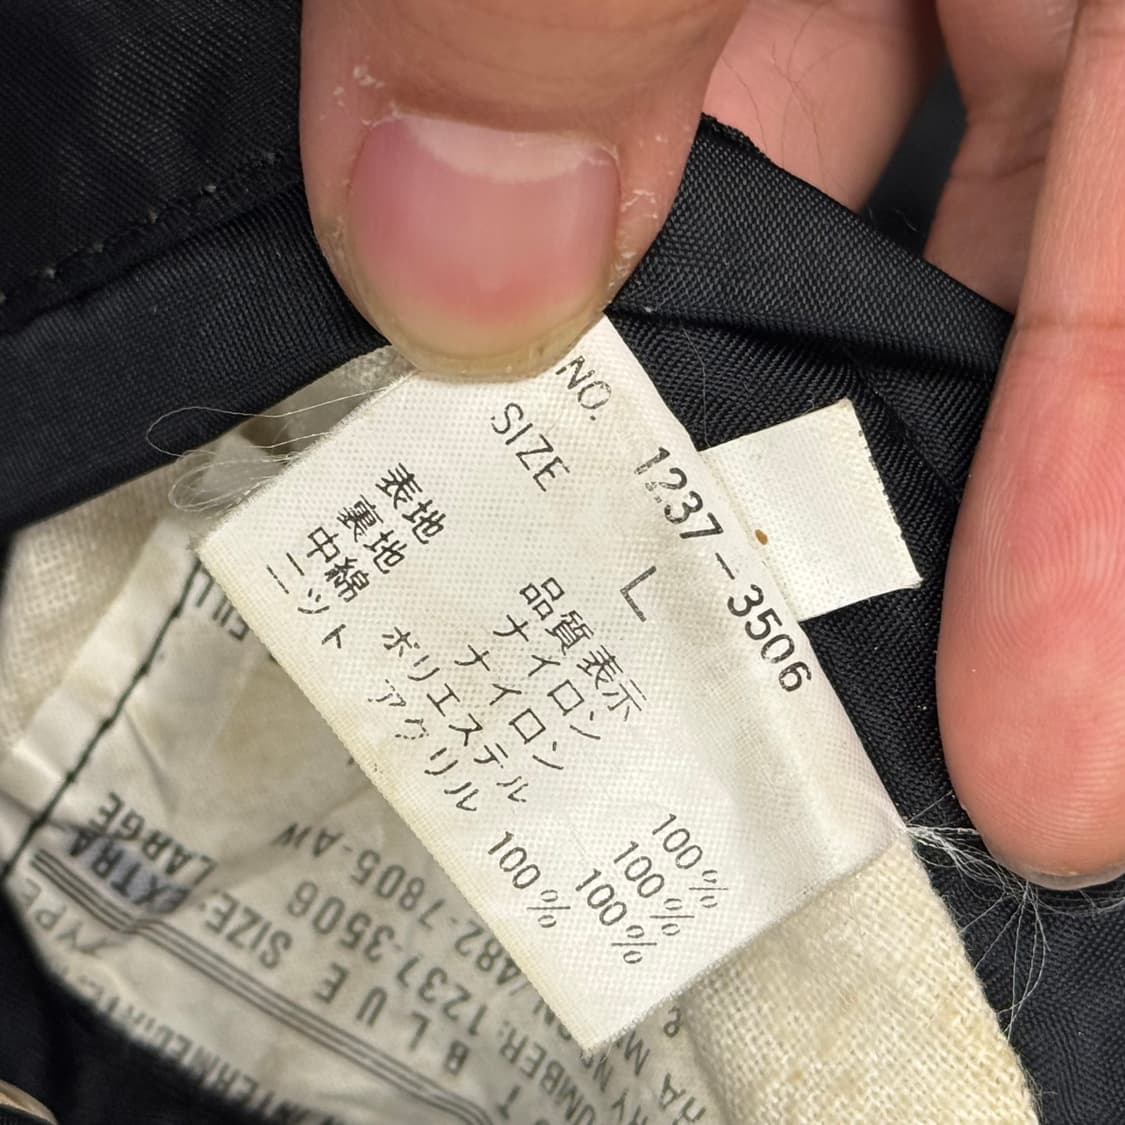 NO. 1237-3506
SIZE L
品質表示
表地 ナイロン 100%
裏地 ナイロン 100%
中綿 ポリエステル 100%
ニット アクリル 100%
EXTRA
SIZE: LARGE
BLUE
1237-3506
482-7805-AW
TYPE